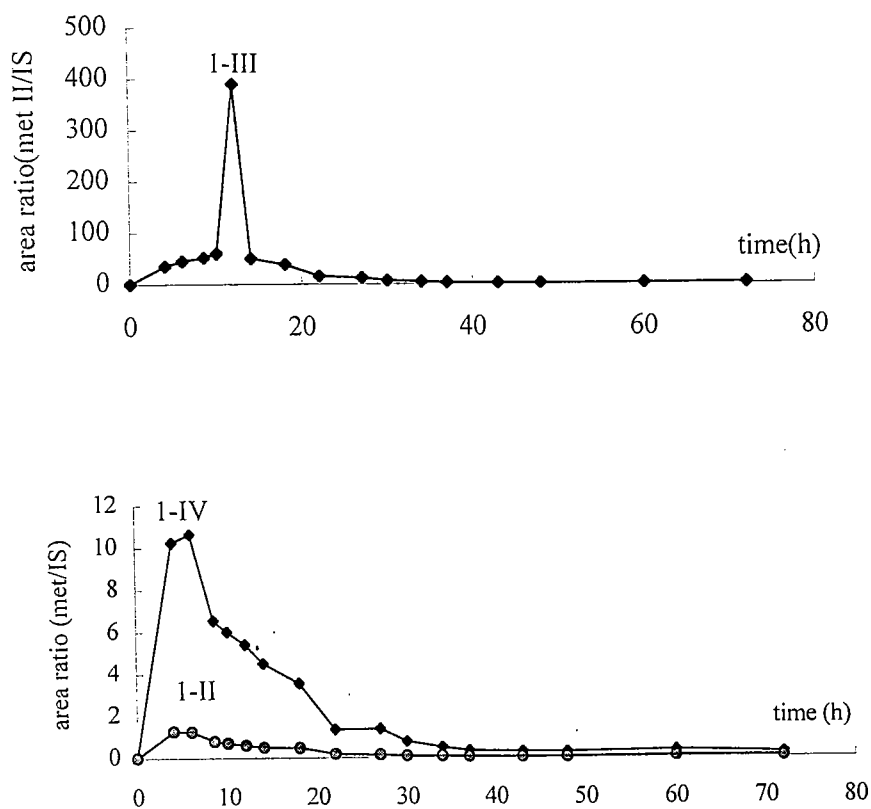 500
400
300
200
100
0
area ratio(met II/IS)
1-III
time(h)
0 20 40 60 80
12
10
8
6
4
2
0
area ratio (met/IS)
1-IV
1-II
time (h)
0 10 20 30 40 50 60 70 80